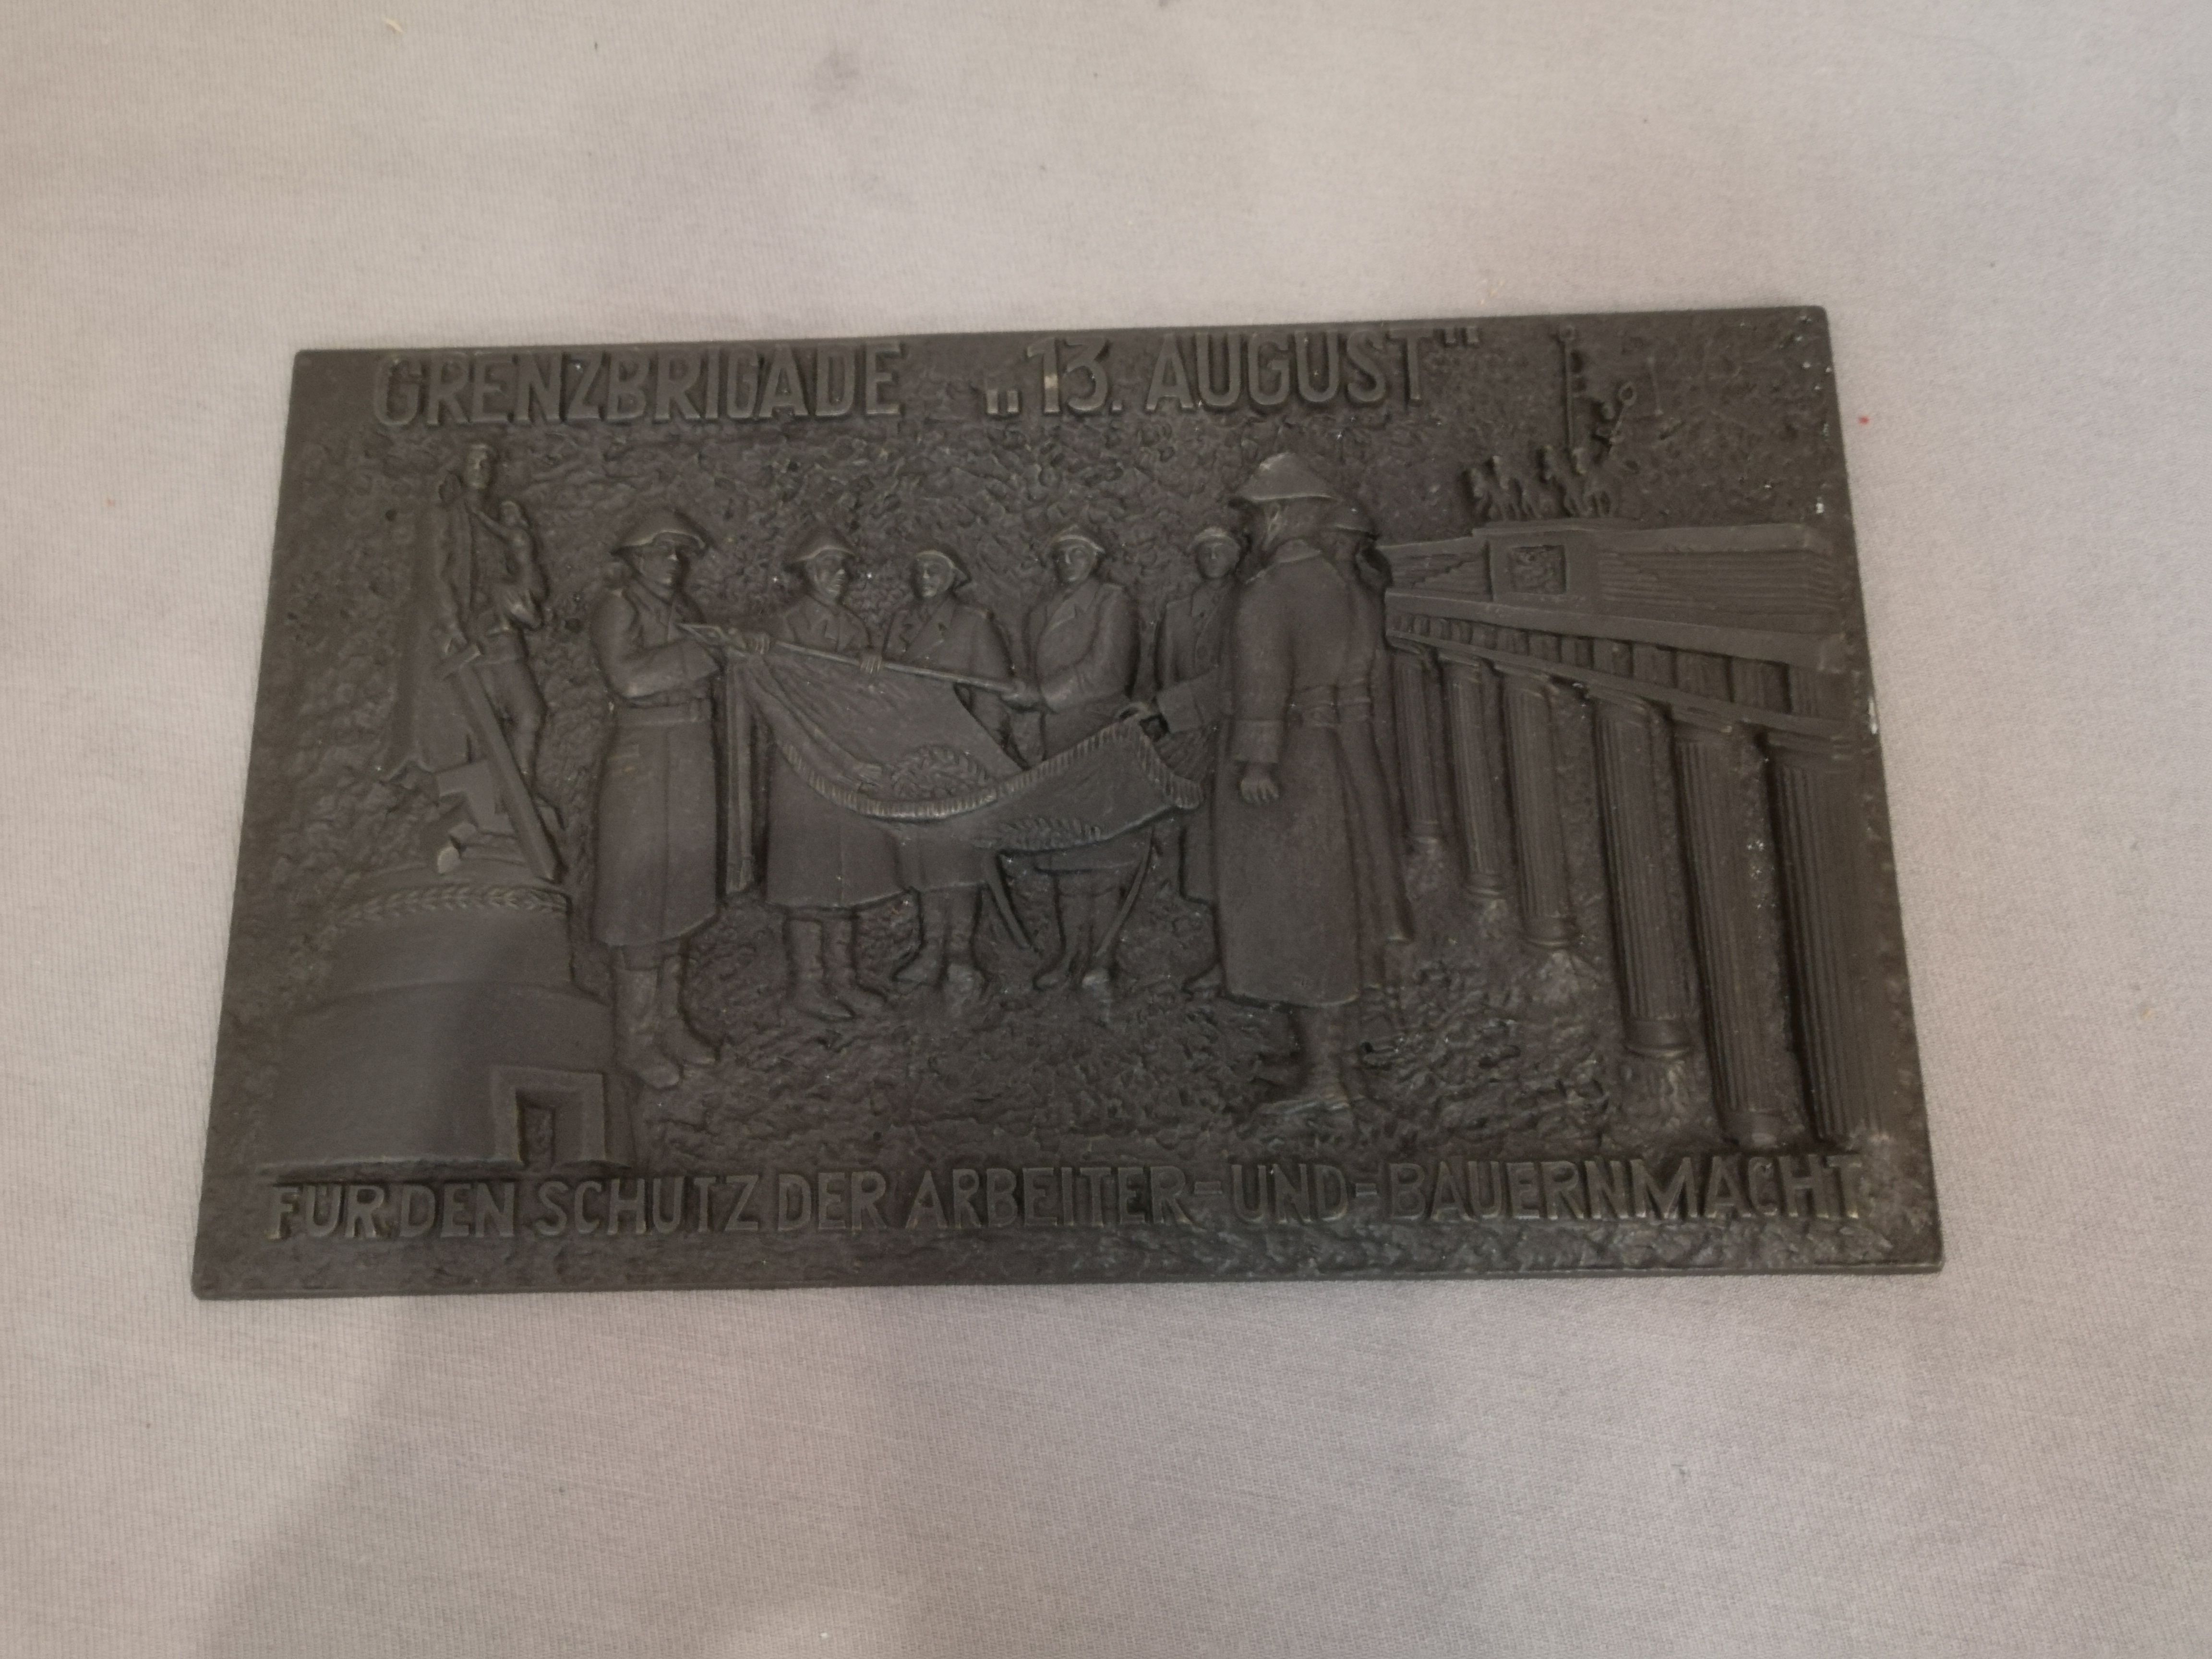 GRENZBRIGADE „13. AUGUST"
FÜR DEN SCHUTZ DER ARBEITER=UND=BAUERNMACHT